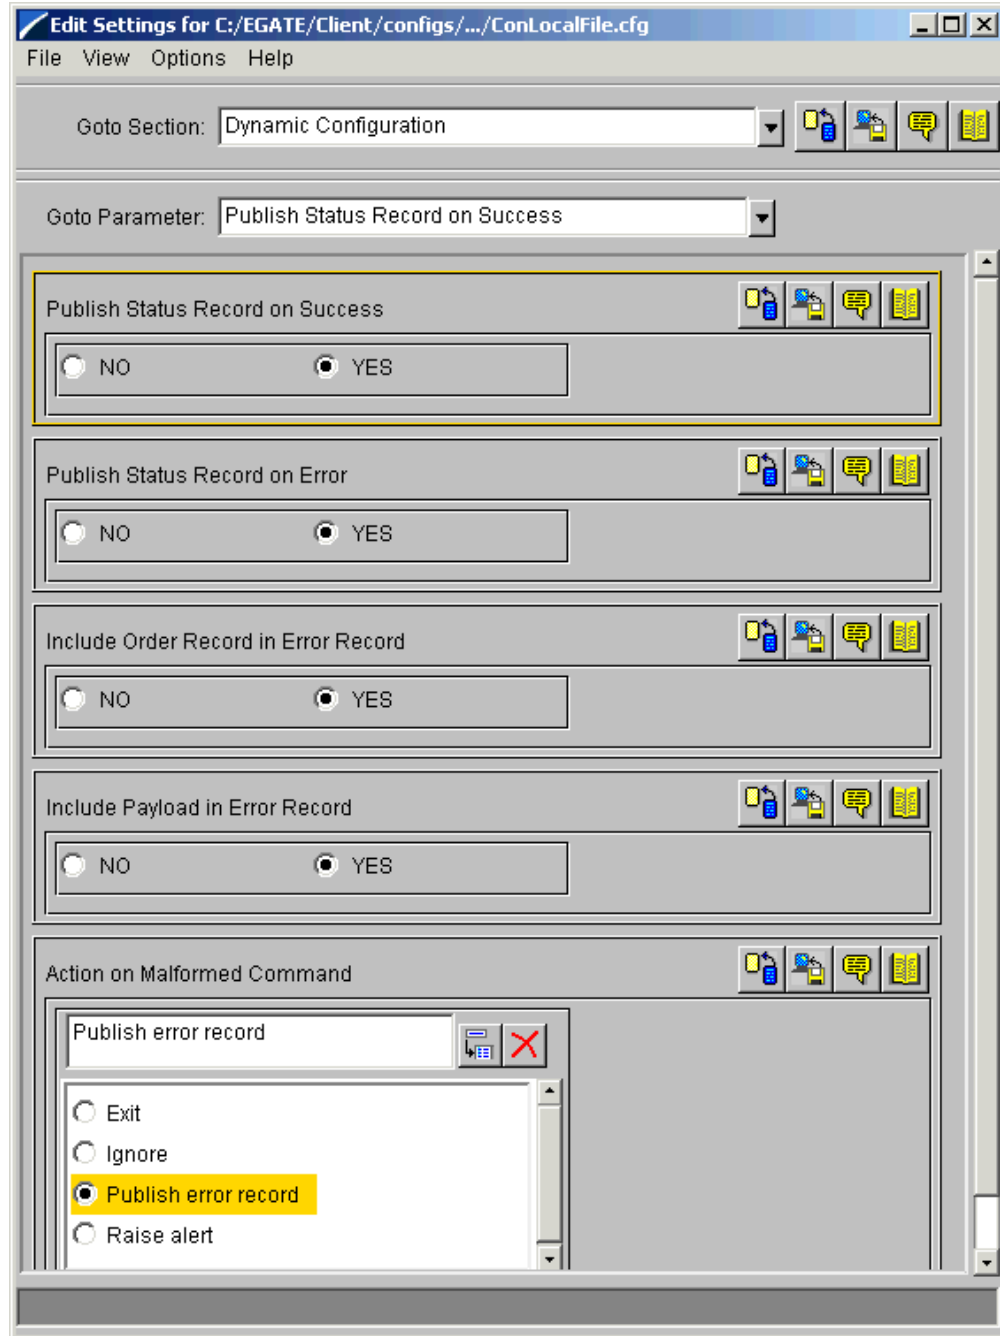 Edit Settings for C:/EGATE/Client/configs/.../ConLocalFile.cfg
File View Options Help
Goto Section: Dynamic Configuration
Goto Parameter: Publish Status Record on Success
Publish Status Record on Success
NO YES
Publish Status Record on Error
NO YES
Include Order Record in Error Record
NO YES
Include Payload in Error Record
NO YES
Action on Malformed Command
Publish error record
Exit
Ignore
Publish error record
Raise alert